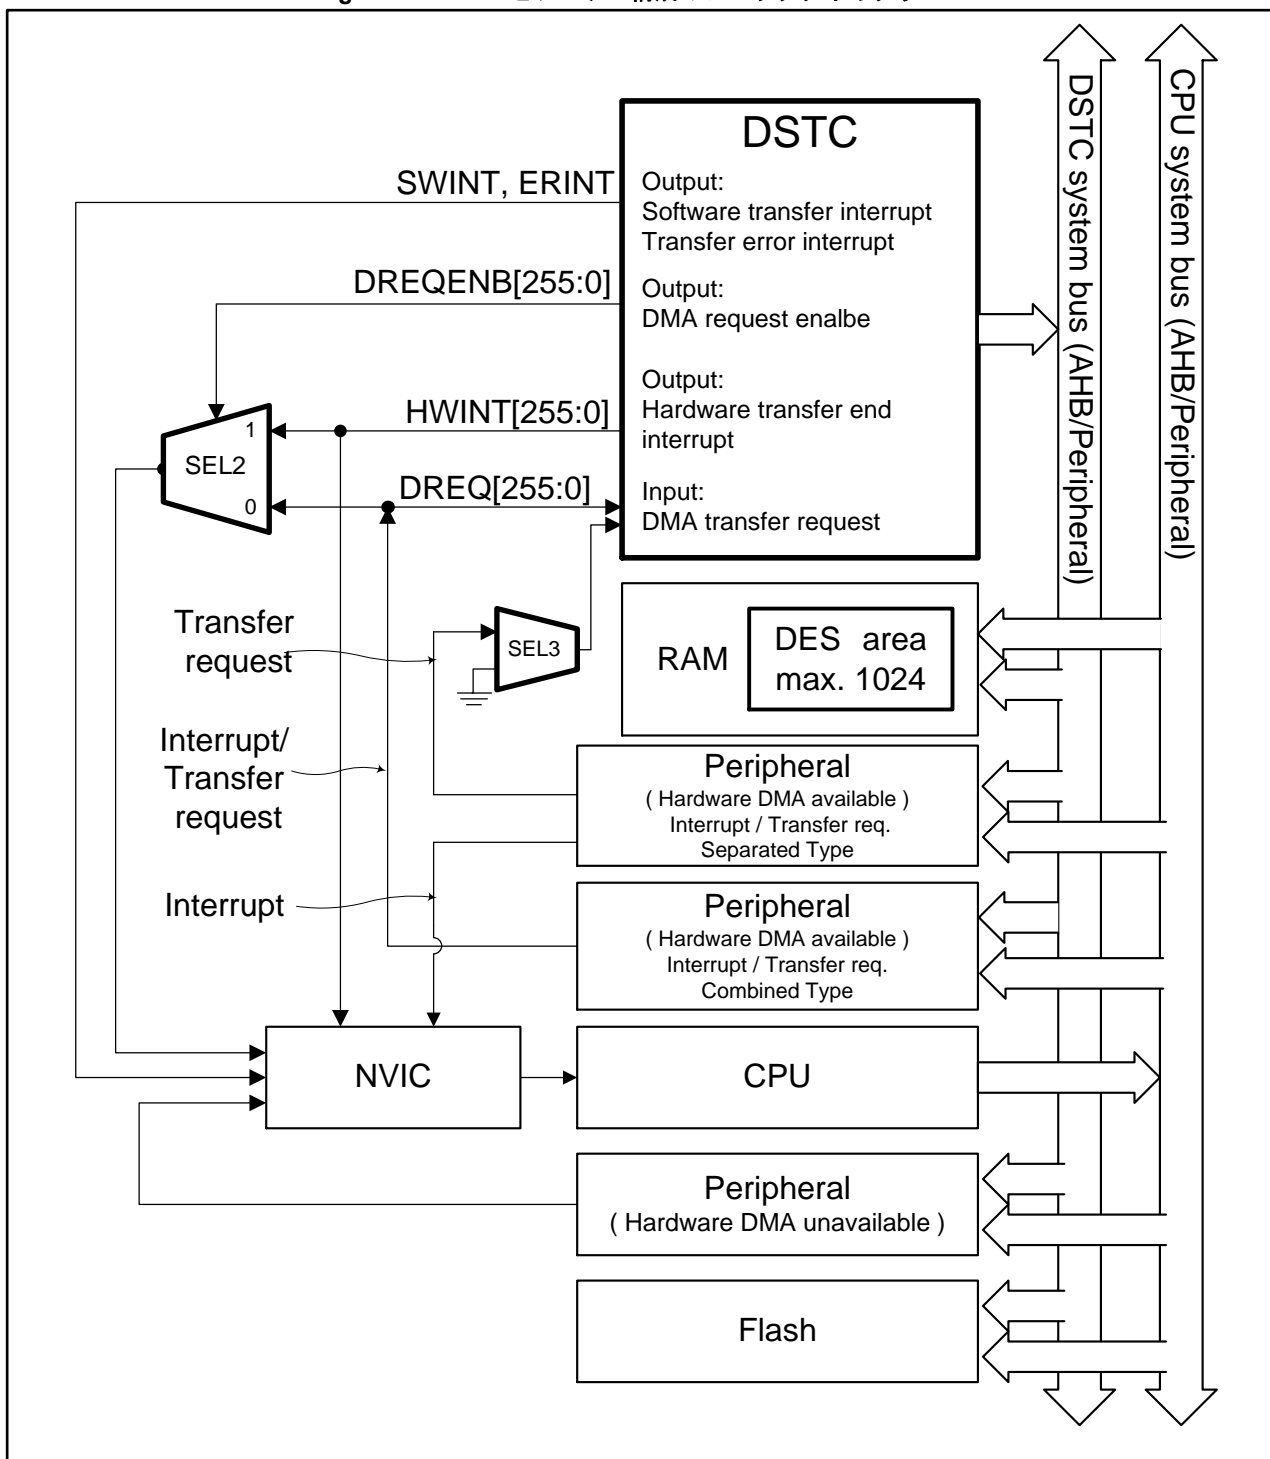 DSTC
SWINT, ERINT
Output:
Software transfer interrupt
Transfer error interrupt
DREQENB[255:0]
Output:
DMA request enalbe
HWINT[255:0]
Output:
Hardware transfer end
interrupt
1
SEL2
0
DREQ[255:0]
Input:
DMA transfer request
DSTC system bus (AHB/Peripheral)
CPU system bus (AHB/Peripheral)
Transfer
request
SEL3
RAM
DES area
max. 1024
Interrupt/
Transfer
request
Peripheral
( Hardware DMA available )
Interrupt / Transfer req.
Separated Type
Interrupt
Peripheral
( Hardware DMA available )
Interrupt / Transfer req.
Combined Type
NVIC
CPU
Peripheral
( Hardware DMA unavailable )
Flash